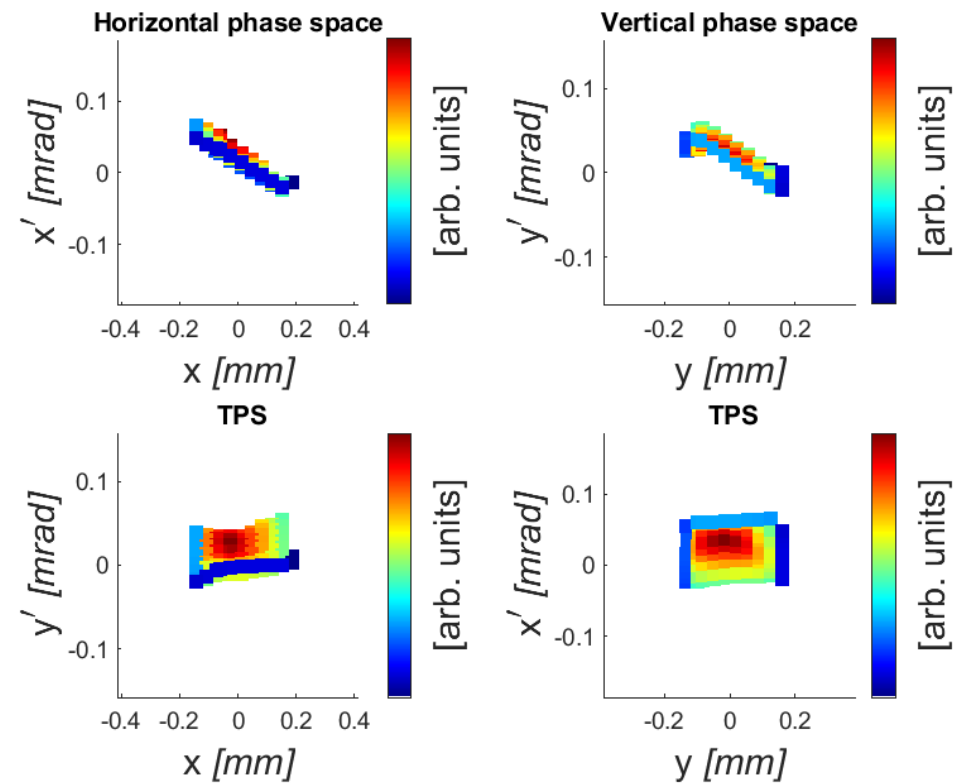 Horizontal phase space
Vertical phase space
0.1
0
-0.1
x′ [mrad]
-0.4 -0.2 0 0.2 0.4
x [mm]
[arb. units]
0.1
0
-0.1
y′ [mrad]
-0.2 0 0.2
y [mm]
[arb. units]
TPS
TPS
0.1
0
-0.1
y′ [mrad]
-0.4 -0.2 0 0.2 0.4
x [mm]
[arb. units]
0.1
0
-0.1
x′ [mrad]
-0.2 0 0.2
y [mm]
[arb. units]